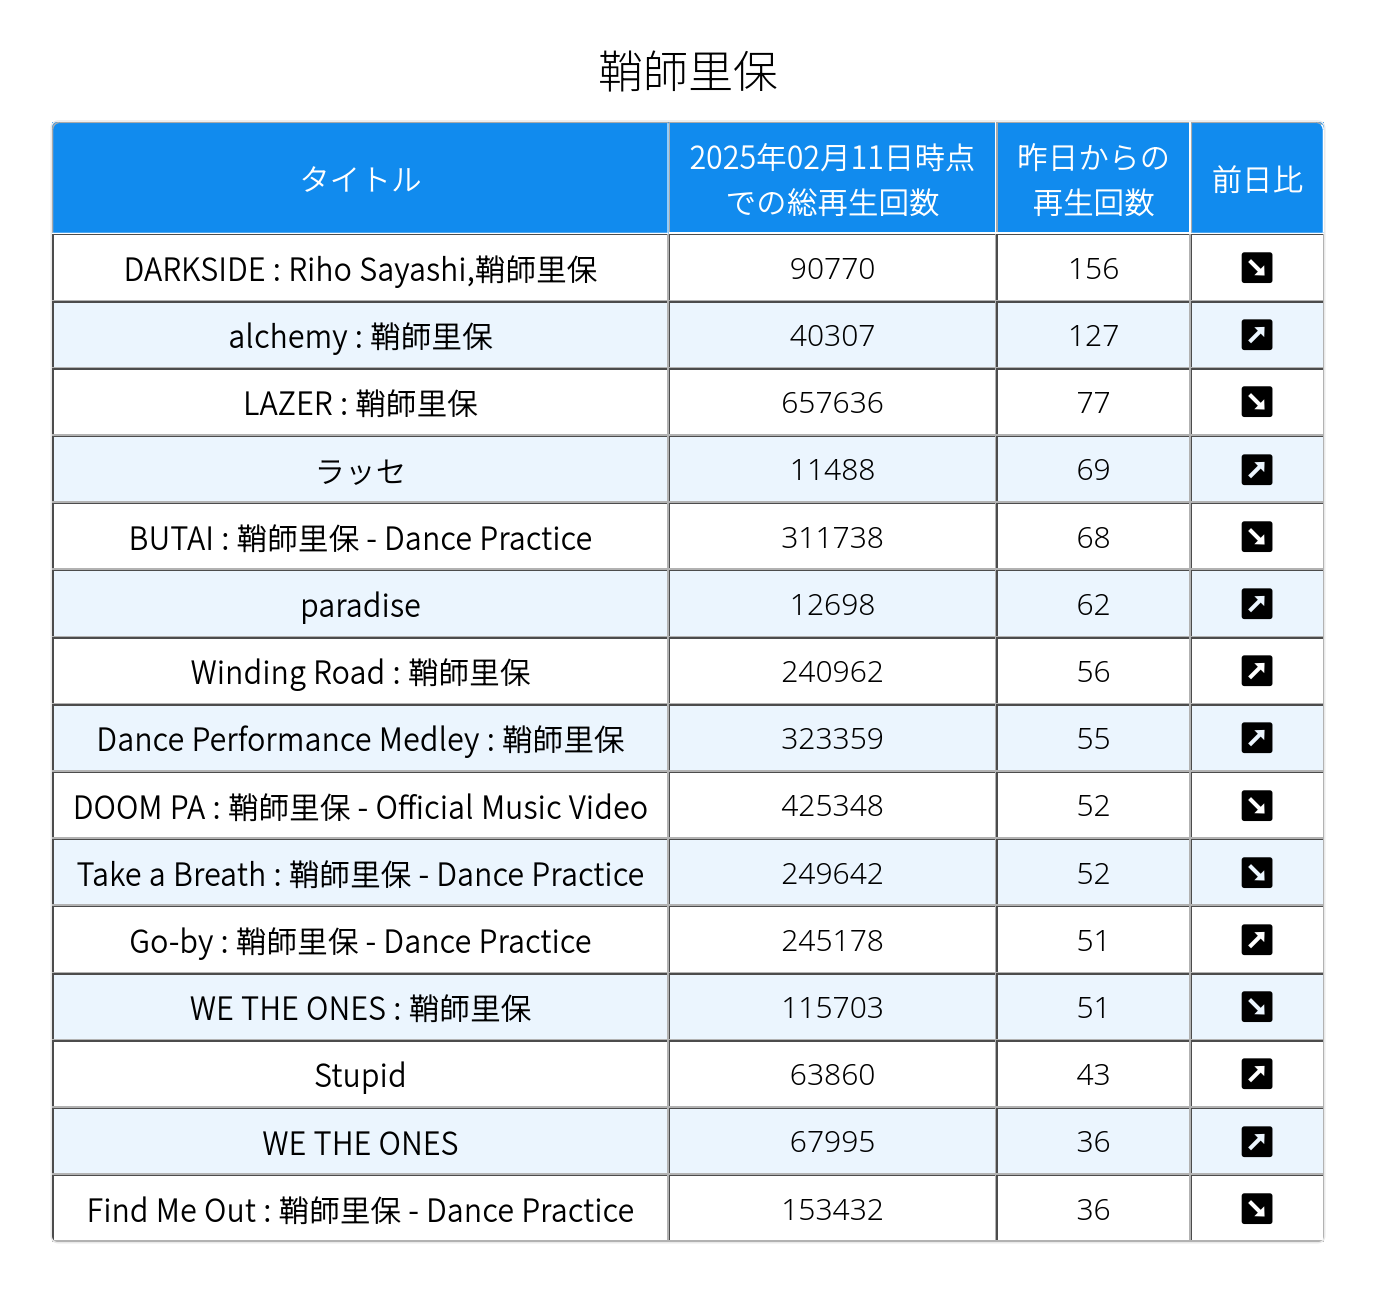 鞘師里保
タイトル
2025年02月11日時点
での総再生回数
昨日からの
再生回数
前日比
DARKSIDE : Riho Sayashi,鞘師里保 90770 156
alchemy : 鞘師里保 40307 127
LAZER : 鞘師里保 657636 77
ラッセ 11488 69
BUTAI : 鞘師里保 - Dance Practice 311738 68
paradise 12698 62
Winding Road : 鞘師里保 240962 56
Dance Performance Medley : 鞘師里保 323359 55
DOOM PA : 鞘師里保 - Official Music Video 425348 52
Take a Breath : 鞘師里保 - Dance Practice 249642 52
Go-by : 鞘師里保 - Dance Practice 245178 51
WE THE ONES : 鞘師里保 115703 51
Stupid 63860 43
WE THE ONES 67995 36
Find Me Out : 鞘師里保 - Dance Practice 153432 36